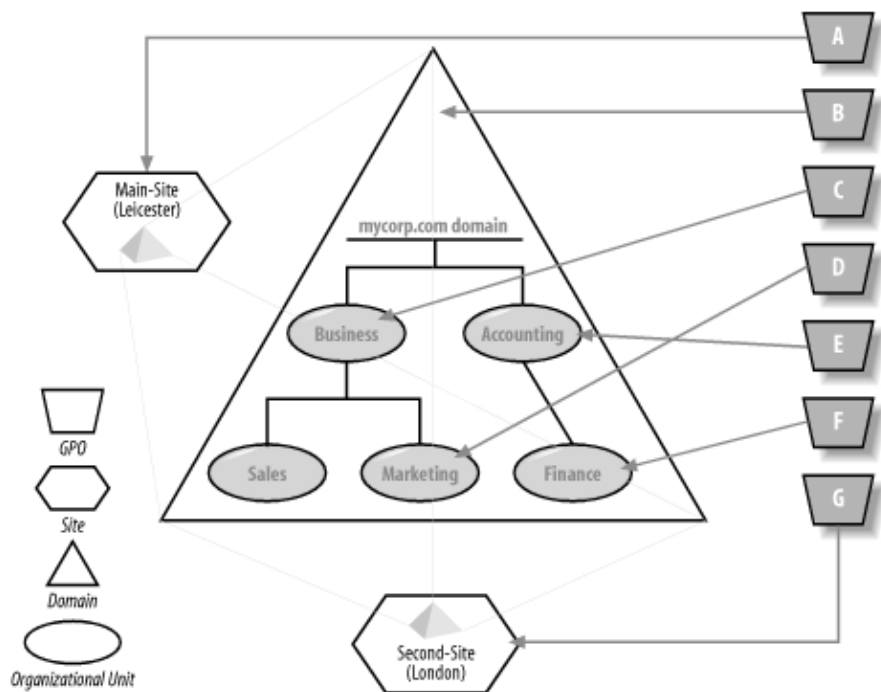 A
B
Main-Site
(Leicester)
C
mycorp.com domain
D
Business
Accounting
E
GPO
F
Sales
Marketing
Finance
G
Site
Domain
Second-Site
(London)
Organizational Unit